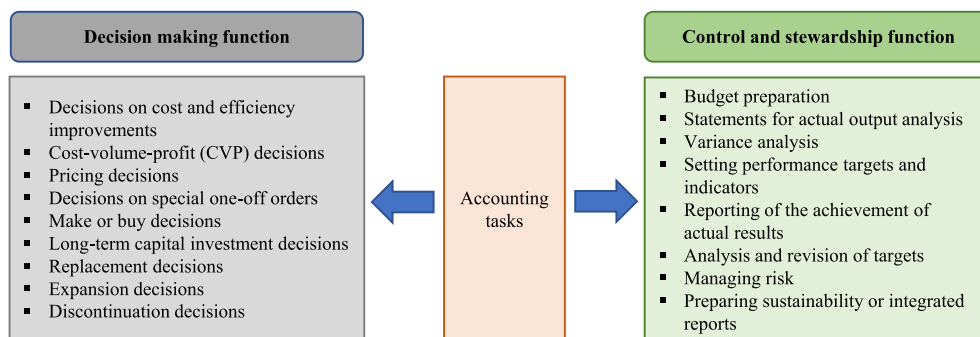 Decision making function
▪ Decisions on cost and efficiency
improvements
▪ Cost-volume-profit (CVP) decisions
▪ Pricing decisions
▪ Decisions on special one-off orders
▪ Make or buy decisions
▪ Long-term capital investment decisions
▪ Replacement decisions
▪ Expansion decisions
▪ Discontinuation decisions
Accounting
tasks
Control and stewardship function
▪ Budget preparation
▪ Statements for actual output analysis
▪ Variance analysis
▪ Setting performance targets and
indicators
▪ Reporting of the achievement of
actual results
▪ Analysis and revision of targets
▪ Managing risk
▪ Preparing sustainability or integrated
reports